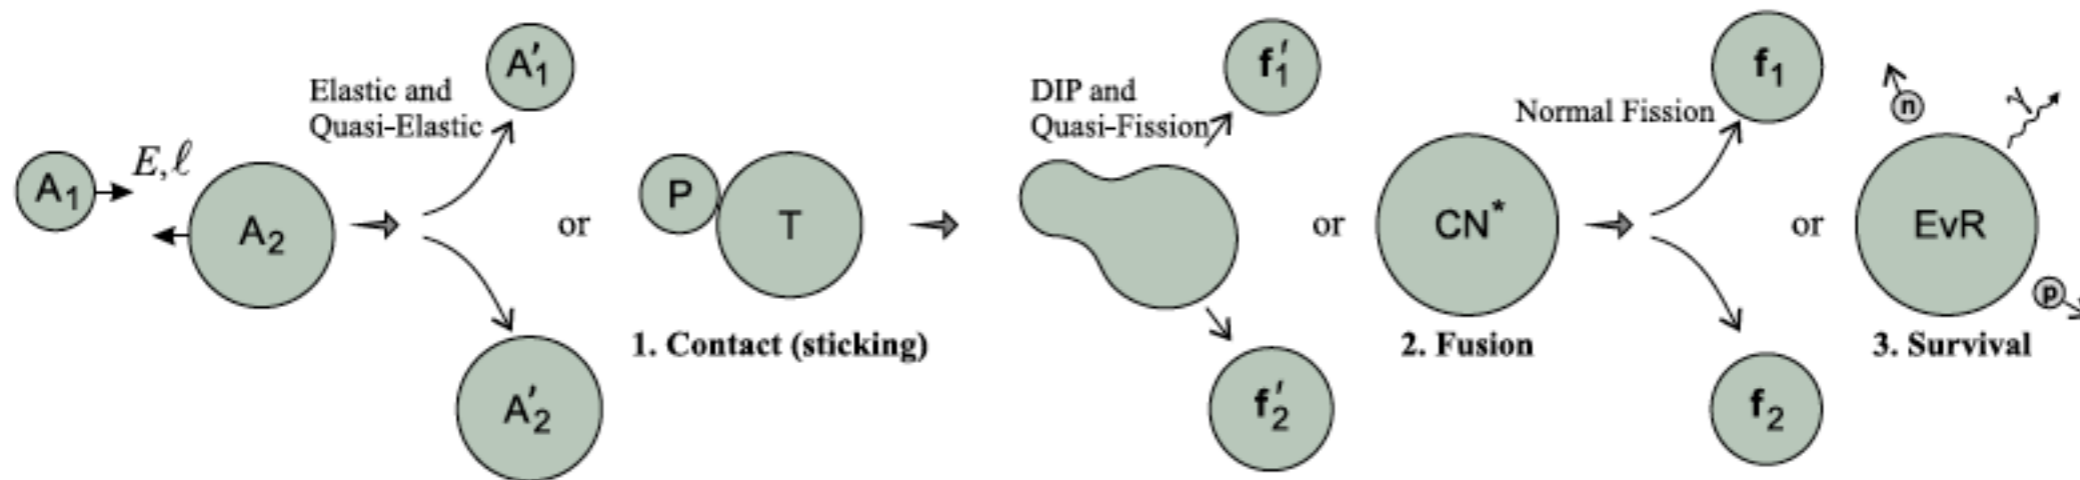 A₁
E, ℓ
A₂
Elastic and
Quasi-Elastic
A′₁
A′₂
or
P
T
1. Contact (sticking)
DIP and
Quasi-Fission
f′₁
f′₂
or
CN*
2. Fusion
Normal Fission
f₁
f₂
or
n
γ
EvR
p
3. Survival